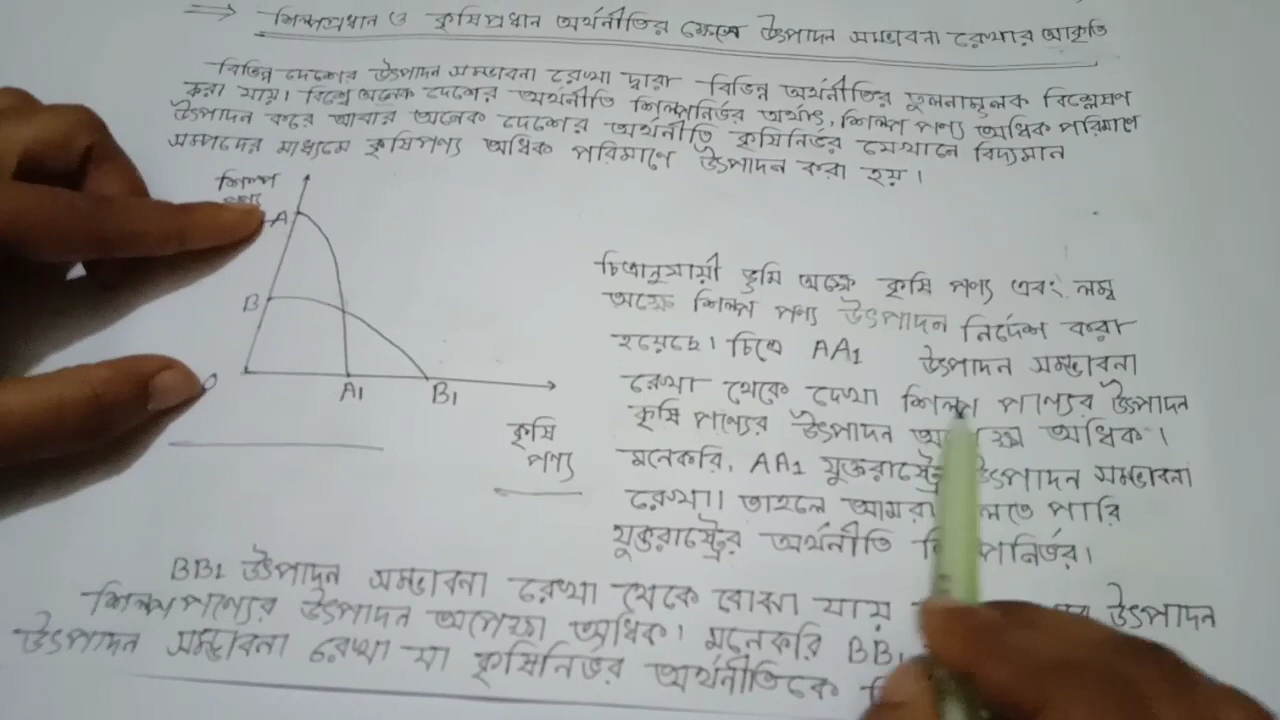 শিল্পপ্রধান ও কৃষিপ্রধান অর্থনীতির ক্ষেত্রে উৎপাদন সম্ভাবনা রেখার আকৃতি
বিভিন্ন দেশের উৎপাদন সম্ভাবনা রেখা দ্বারা বিভিন্ন অর্থনীতির তুলনামূলক বিশ্লেষণ
করা যায়। বিশ্বে অনেক দেশের অর্থনীতি শিল্পনির্ভর অর্থাৎ, শিল্প পণ্য অধিক পরিমাণে
উৎপাদন করে আবার অনেক দেশের অর্থনীতি কৃষিনির্ভর যেখানে বিদ্যমান
সম্পদের মাধ্যমে কৃষিপণ্য অধিক পরিমাণে উৎপাদন করা হয়।
শিল্প
পণ্য
A
B
O
A1 B1
কৃষি
পণ্য
চিত্রানুযায়ী ভূমি অক্ষে কৃষি পণ্য এবং লম্ব
অক্ষে শিল্প পণ্য উৎপাদন নির্দেশ করা
হয়েছে। চিত্রে AA1 উৎপাদন সম্ভাবনা
রেখা থেকে দেখা শিল্প পণ্যের উৎপাদন
কৃষি পণ্যের উৎপাদন অধিক।
মনেকরি, AA1 যুক্তরাষ্ট্রের উৎপাদন সম্ভাবনা
রেখা। তাহলে আমরা পারি
যুক্তরাষ্ট্রের অর্থনীতি
BB1 উৎপাদন সম্ভাবনা রেখা থেকে বোঝা যায় উৎপাদন
শিল্পপণ্যের উৎপাদন অপেক্ষা অধিক। মনেকরি BB1
উৎপাদন সম্ভাবনা রেখা যা কৃষিনির্ভর অর্থনীতিকে